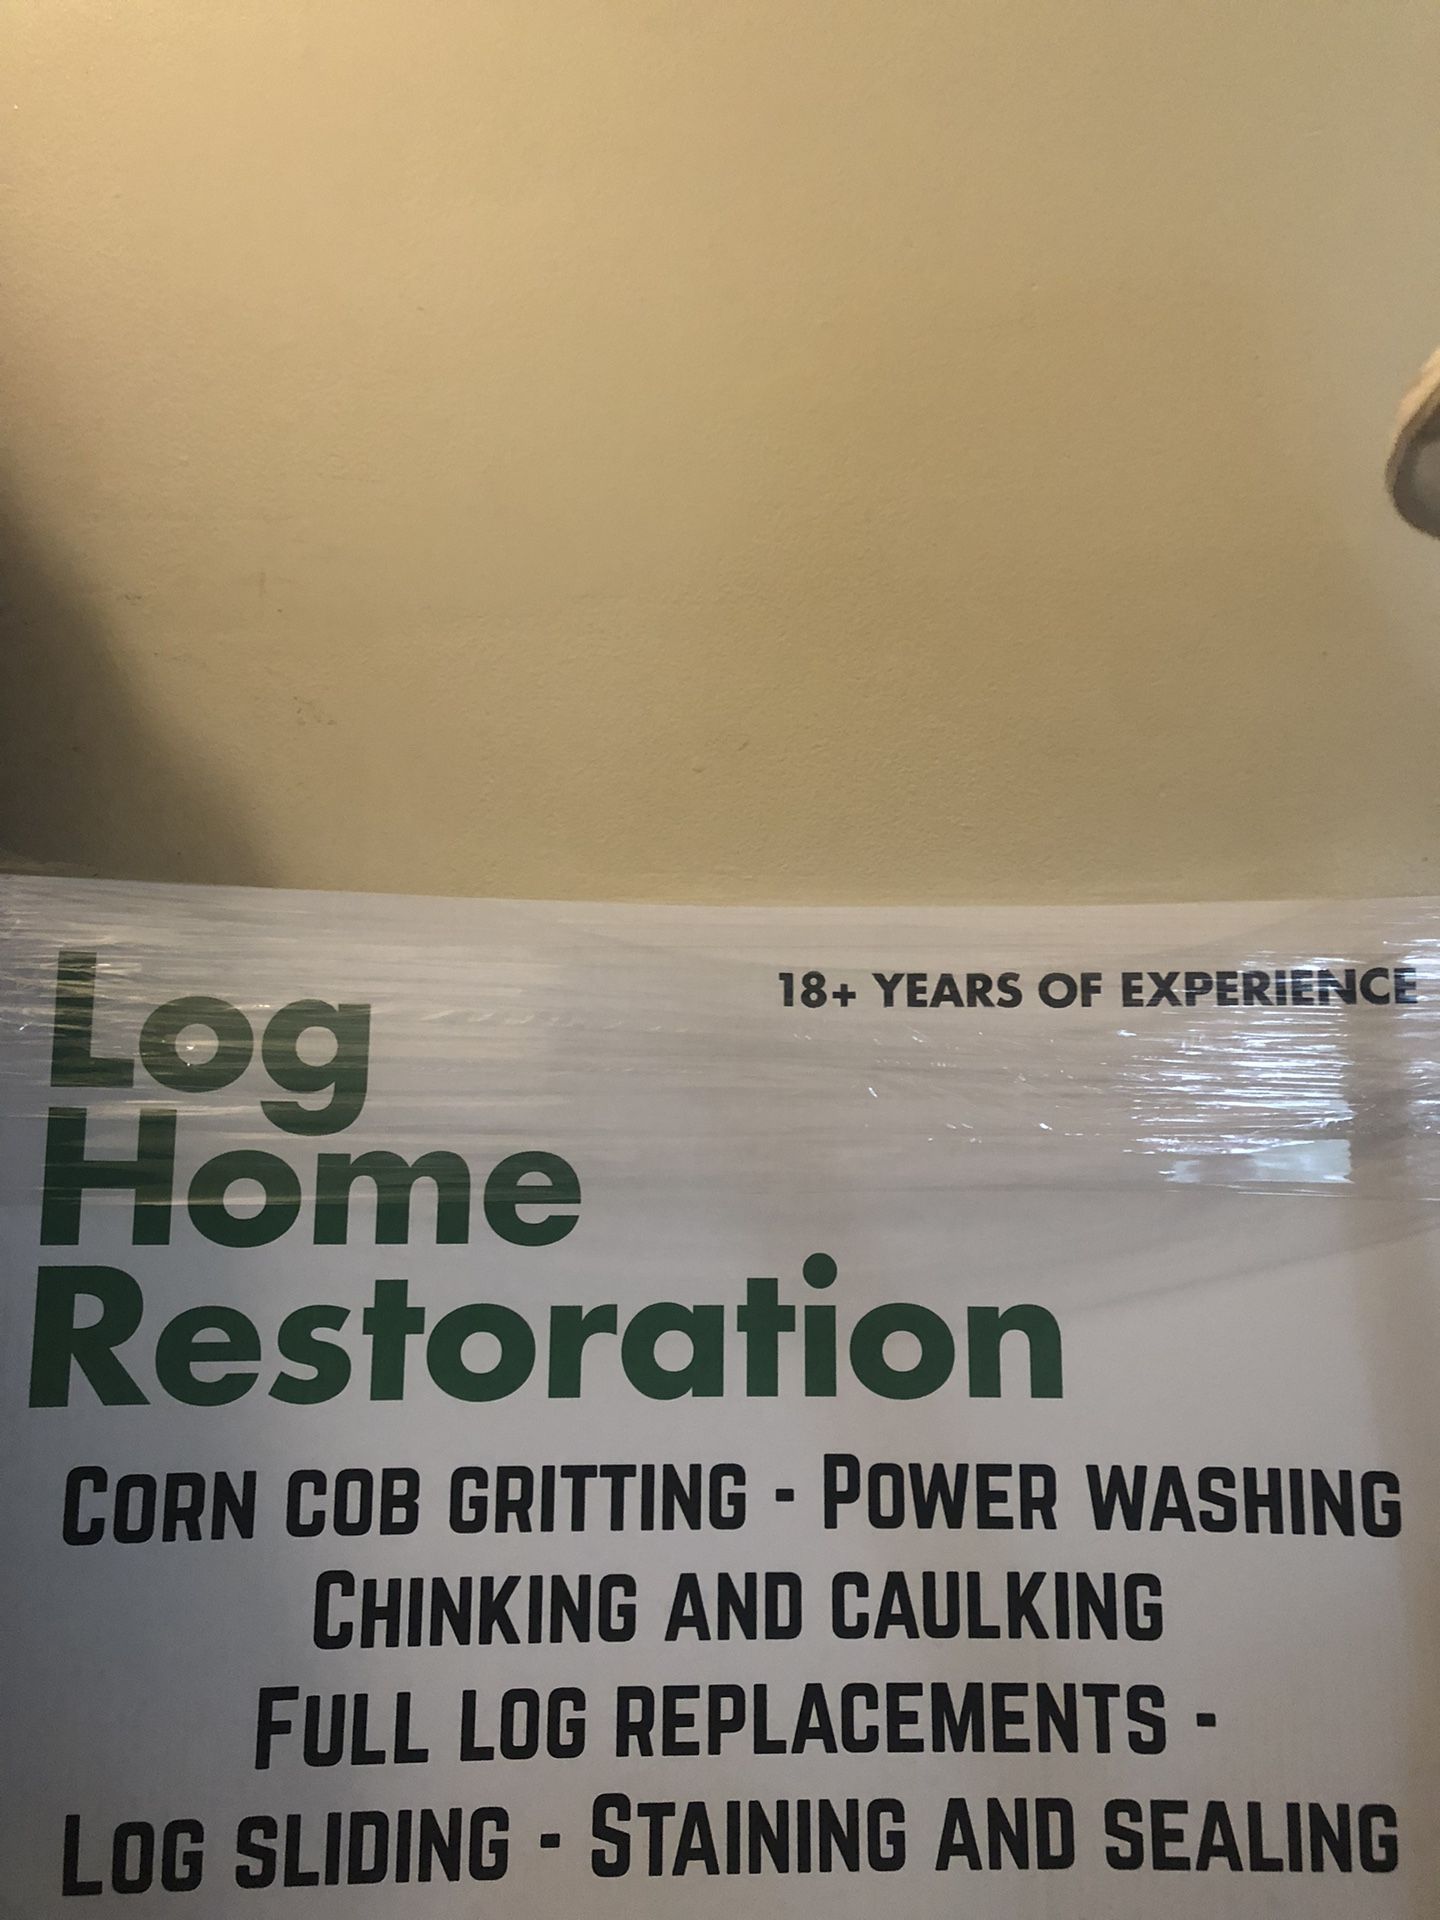 18+ YEARS OF EXPERIENCE
Log
Home
Restoration
CORN COB GRITTING - POWER WASHING
CHINKING AND CAULKING
FULL LOG REPLACEMENTS -
LOG SLIDING - STAINING AND SEALING